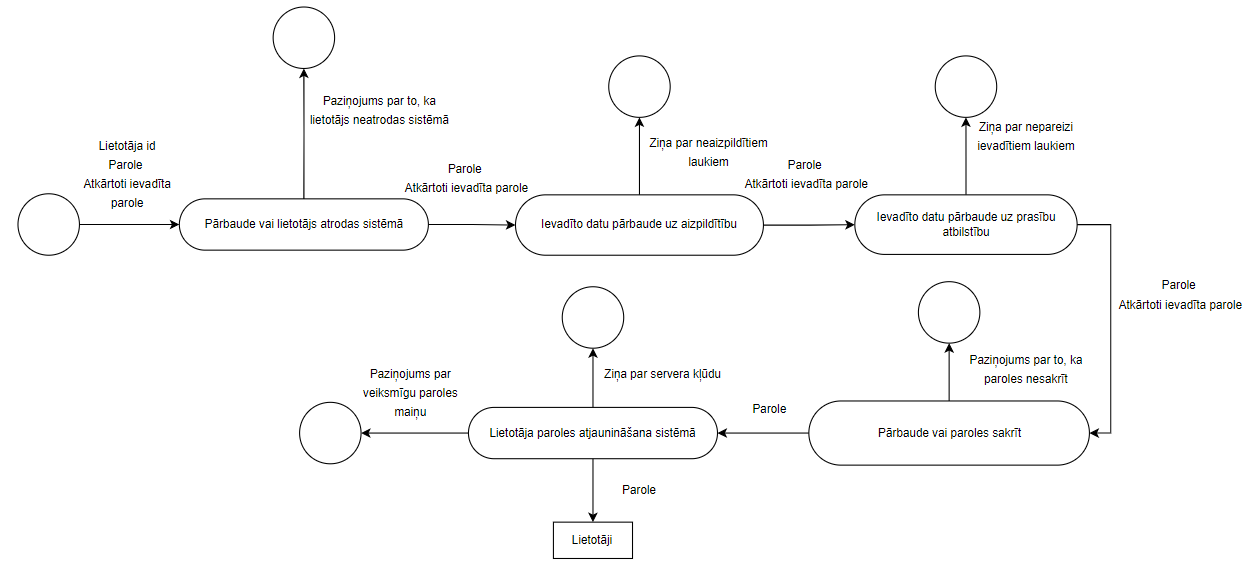 Paziņojums par to, ka
lietotājs neatrodas sistēmā
Lietotāja id
Parole
Atkārtoti ievadīta
parole
Pārbaude vai lietotājs atrodas sistēmā
Parole
Atkārtoti ievadīta parole
Ziņa par neaizpildītiem
laukiem
Ievadīto datu pārbaude uz aizpildītību
Parole
Atkārtoti ievadīta parole
Ziņa par nepareizi
ievadītiem laukiem
Ievadīto datu pārbaude uz prasību
atbilstību
Parole
Atkārtoti ievadīta parole
Paziņojums par to, ka
paroles nesakrīt
Pārbaude vai paroles sakrīt
Parole
Ziņa par servera kļūdu
Lietotāja paroles atjaunināšana sistēmā
Paziņojums par
veiksmīgu paroles
maiņu
Parole
Lietotāji